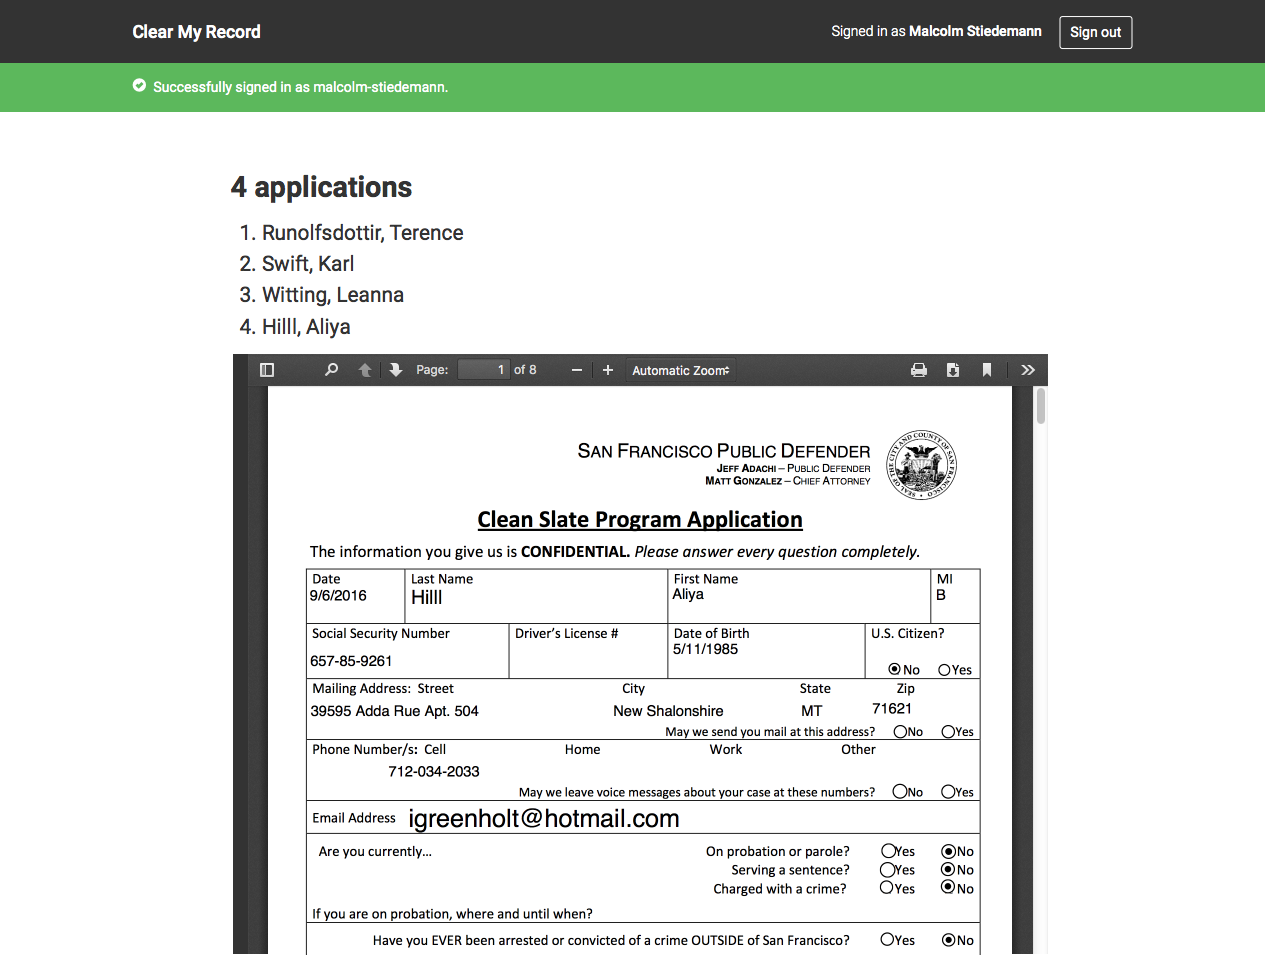 Clear My Record
Signed in as Malcolm Stiedemann
Sign out
Successfully signed in as malcolm-stiedemann.
4 applications
1. Runolfsdottir, Terence
2. Swift, Karl
3. Witting, Leanna
4. Hilll, Aliya
Page: 1 of 8
Automatic Zoom
SAN FRANCISCO PUBLIC DEFENDER
JEFF ADACHI – PUBLIC DEFENDER
MATT GONZALEZ – CHIEF ATTORNEY
SEAL OF THE CITY AND COUNTY OF SAN FRANCISCO
Clean Slate Program Application
The information you give us is CONFIDENTIAL. Please answer every question completely.
Date Last Name First Name MI
9/6/2016 Hilll Aliya B
Social Security Number Driver's License # Date of Birth U.S. Citizen?
657-85-9261 5/11/1985
No Yes
Mailing Address: Street City State Zip
39595 Adda Rue Apt. 504 New Shalonshire MT 71621
May we send you mail at this address? No Yes
Phone Number/s: Cell Home Work Other
712-034-2033
May we leave voice messages about your case at these numbers? No Yes
Email Address igreenholt@hotmail.com
Are you currently... On probation or parole? Yes No
Serving a sentence? Yes No
Charged with a crime? Yes No
If you are on probation, where and until when?
Have you EVER been arrested or convicted of a crime OUTSIDE of San Francisco? Yes No